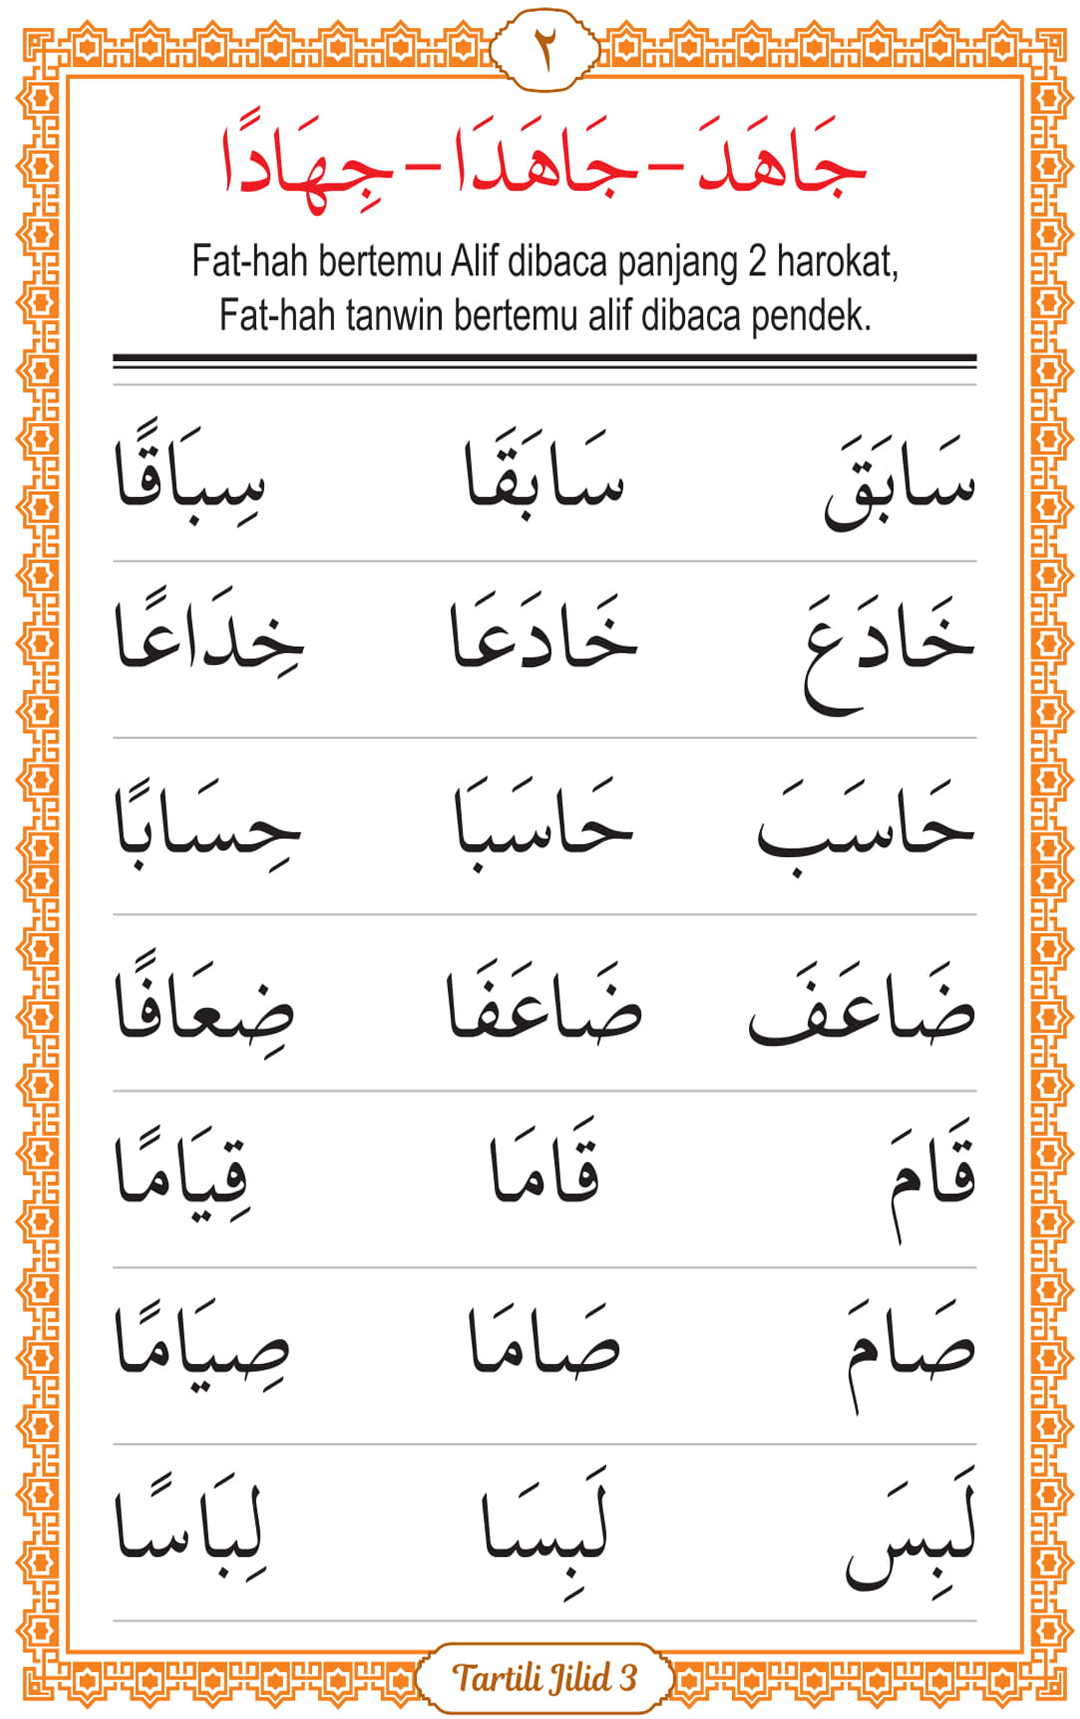 ٢
جَاهَدَ – جَاهَدَا – جِهَادًا
Fat-hah bertemu Alif dibaca panjang 2 harokat,
Fat-hah tanwin bertemu alif dibaca pendek.
سَابَقَ سَابَقَا سِبَاقًا
خَادَعَ خَادَعَا خِدَاعًا
حَاسَبَ حَاسَبَا حِسَابًا
ضَاعَفَ ضَاعَفَا ضِعَافًا
قَامَ قَامَا قِيَامًا
صَامَ صَامَا صِيَامًا
لَبِسَ لَبِسَا لِبَاسًا
Tartili Jilid 3